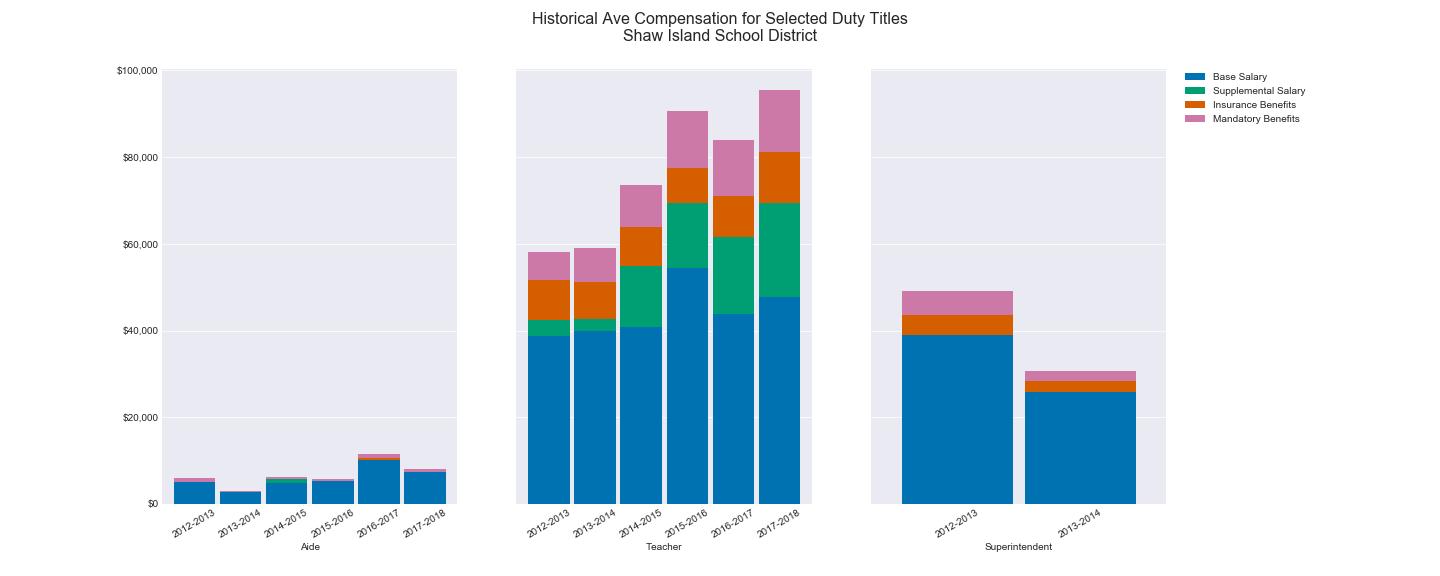 Historical Ave Compensation for Selected Duty Titles
Shaw Island School District
$100,000
$80,000
$60,000
$40,000
$20,000
$0
2012-2013
2013-2014
2014-2015
2015-2016
2016-2017
2017-2018
Aide
2012-2013
2013-2014
2014-2015
2015-2016
2016-2017
2017-2018
Teacher
2012-2013
2013-2014
Superintendent
Base Salary
Supplemental Salary
Insurance Benefits
Mandatory Benefits